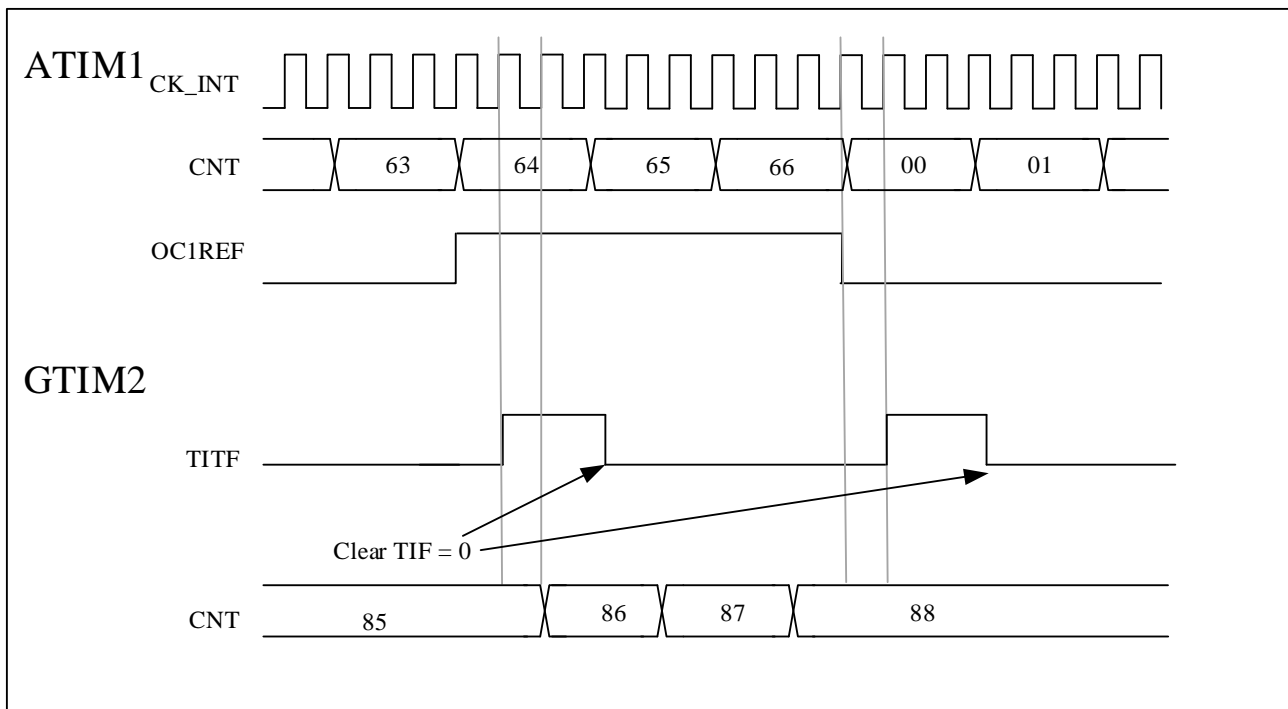 ATIM1 CK_INT
CNT 63 64 65 66 00 01
OC1REF
GTIM2
TITF
Clear TIF = 0
CNT 85 86 87 88